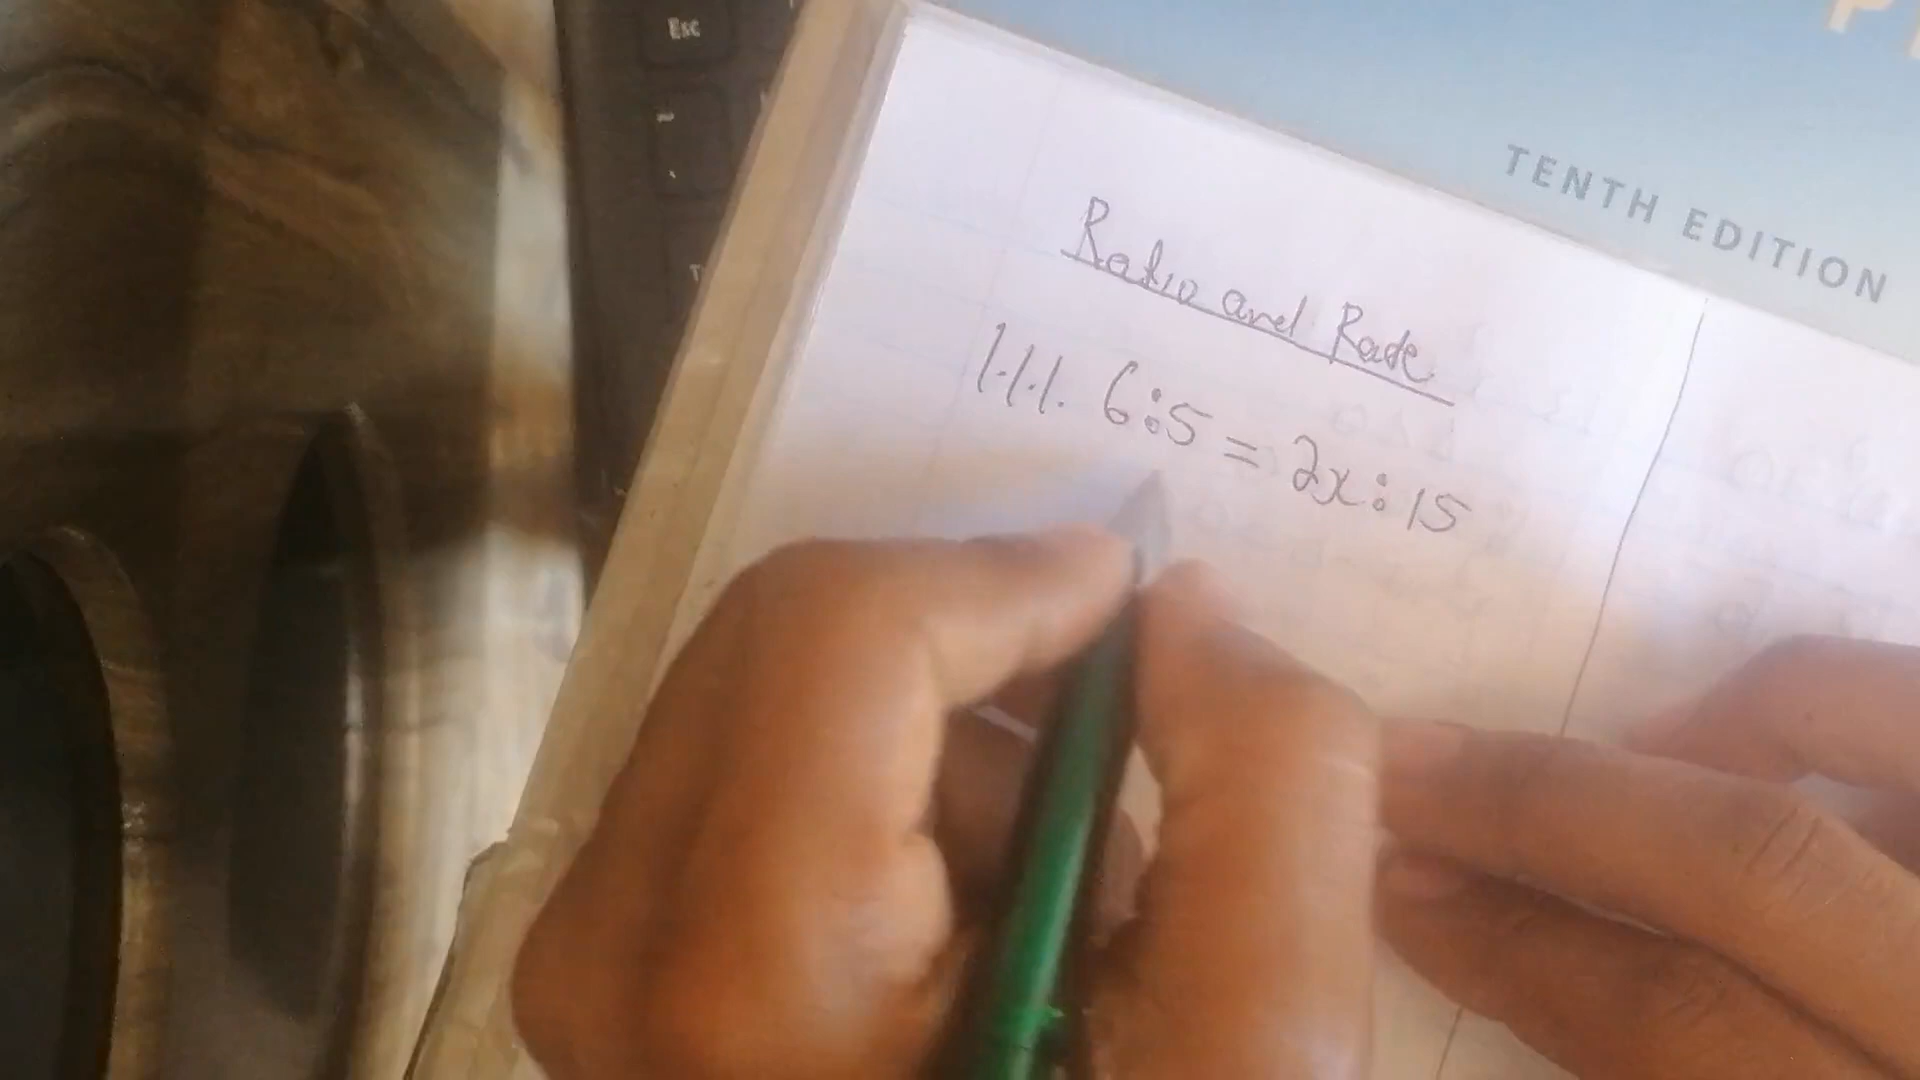 Esc
TENTH EDITION
Ratio and Rate
1.1.1. 6:5 = 2x:15